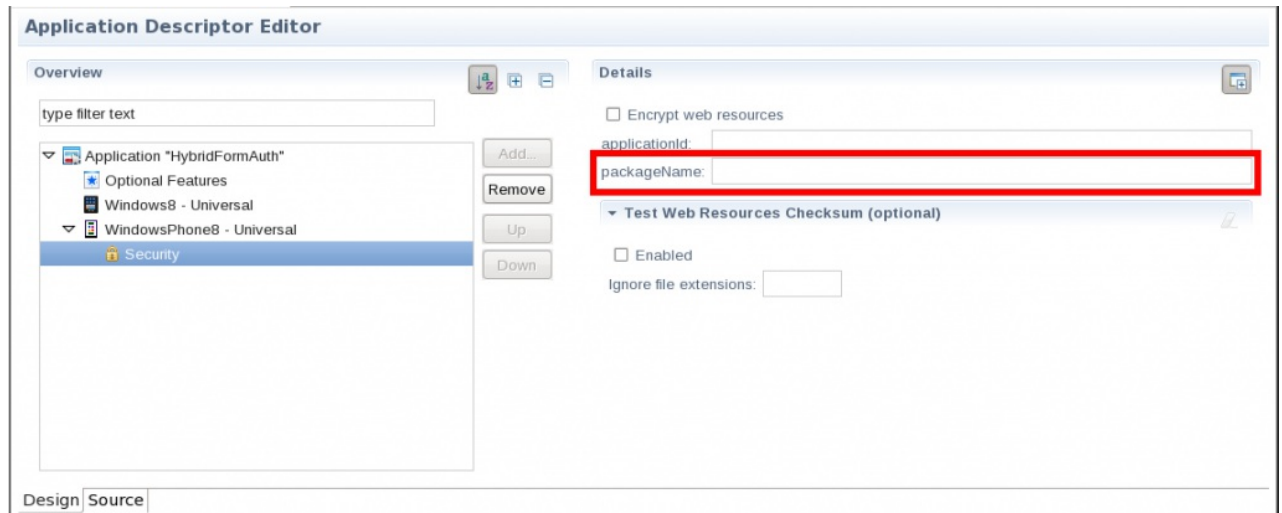 Application Descriptor Editor
Overview
type filter text
Application "HybridFormAuth"
Optional Features
Windows8 - Universal
WindowsPhone8 - Universal
Security
Add...
Remove
Up
Down
Details
Encrypt web resources
applicationId:
packageName:
Test Web Resources Checksum (optional)
Enabled
Ignore file extensions:
Design Source